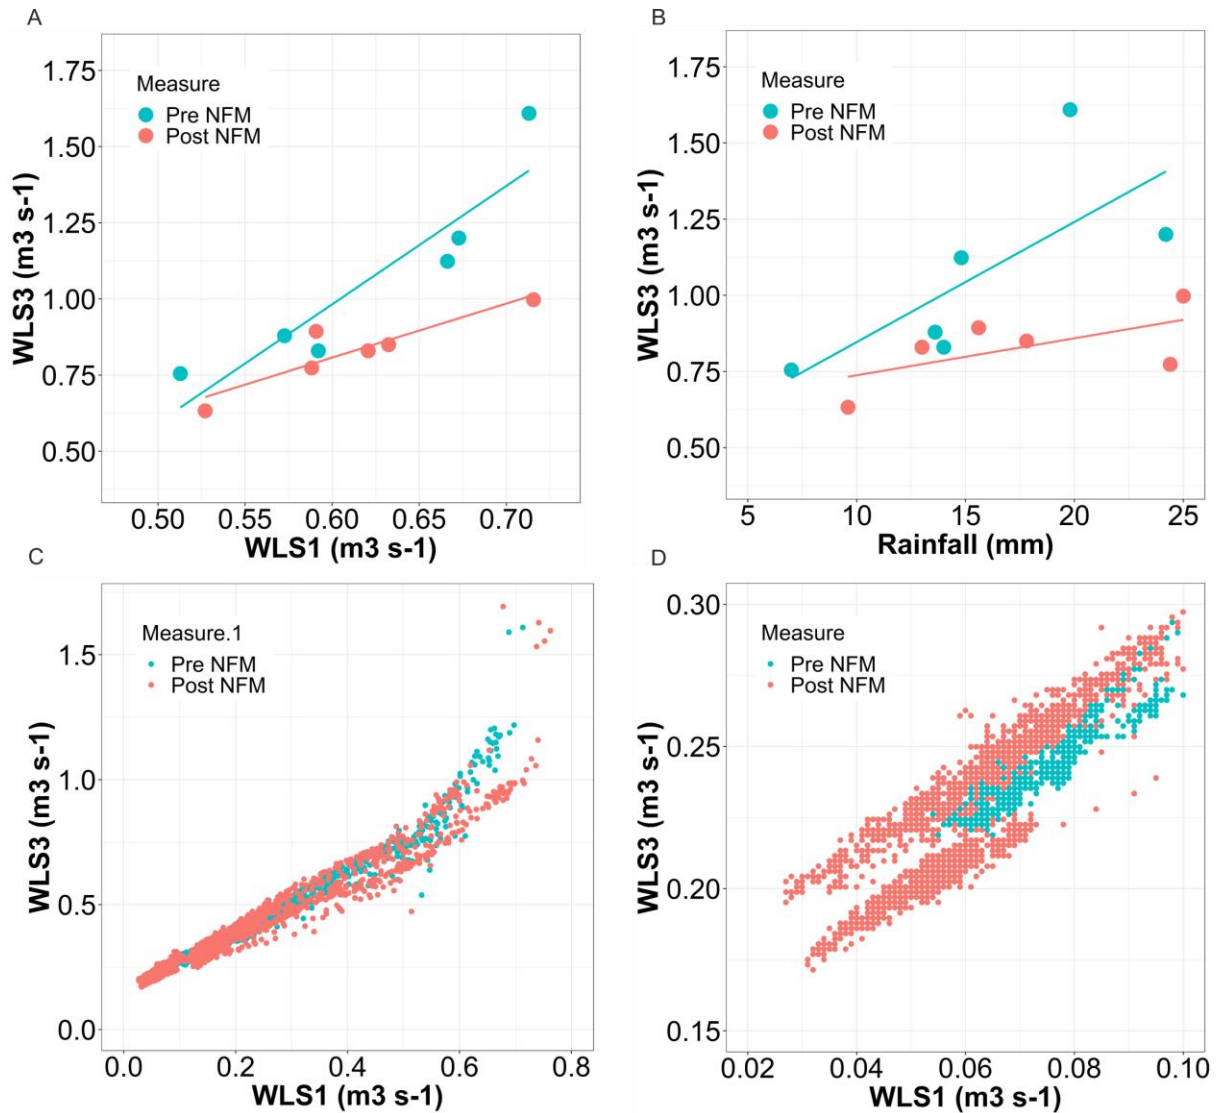 A
Measure
Pre NFM
Post NFM
1.75
1.50
1.25
1.00
0.75
0.50
WLS3 (m3 s-1)
0.50 0.55 0.60 0.65 0.70
WLS1 (m3 s-1)
B
Measure
Pre NFM
Post NFM
1.75
1.50
1.25
1.00
0.75
0.50
WLS3 (m3 s-1)
5 10 15 20 25
Rainfall (mm)
C
Measure.1
Pre NFM
Post NFM
1.5
1.0
0.5
0.0
WLS3 (m3 s-1)
0.0 0.2 0.4 0.6 0.8
WLS1 (m3 s-1)
D
Measure
Pre NFM
Post NFM
0.30
0.25
0.20
0.15
WLS3 (m3 s-1)
0.02 0.04 0.06 0.08 0.10
WLS1 (m3 s-1)